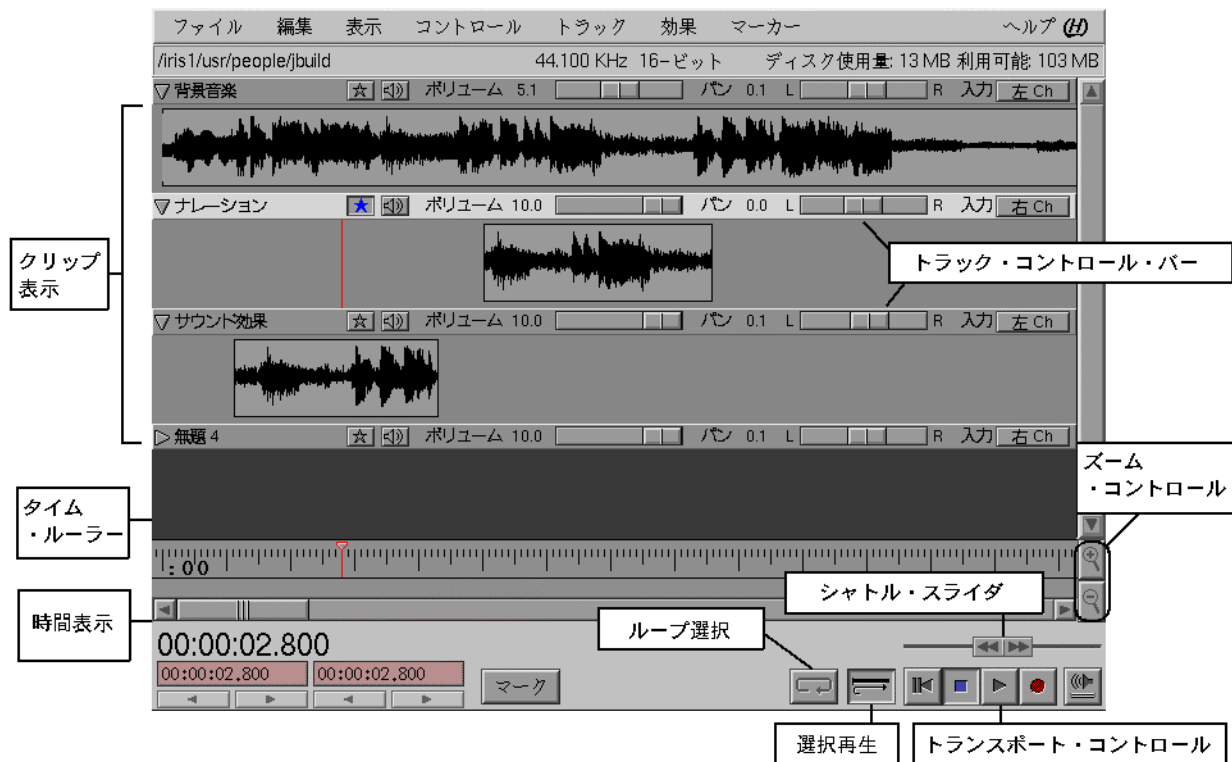 ファイル 編集 表示 コントロール トラック 効果 マーカー ヘルプ (H)
/iris1/usr/people/jbuild 44.100 KHz 16-ビット ディスク使用量: 13 MB 利用可能: 103 MB
背景音楽 ボリューム 5.1 パン 0.1 L R 入力 左 Ch
ナレーション ボリューム 10.0 パン 0.0 L R 入力 右 Ch
クリップ
表示
トラック・コントロール・バー
サウンド効果 ボリューム 10.0 パン 0.1 L R 入力 左 Ch
無題 4 ボリューム 10.0 パン 0.1 L R 入力 右 Ch
ズーム
・コントロール
タイム
・ルーラー
: 0'0
シャトル・スライダ
時間表示
ループ選択
00:00:02.800
00:00:02.800 00:00:02.800
マーク
選択再生
トランスポート・コントロール